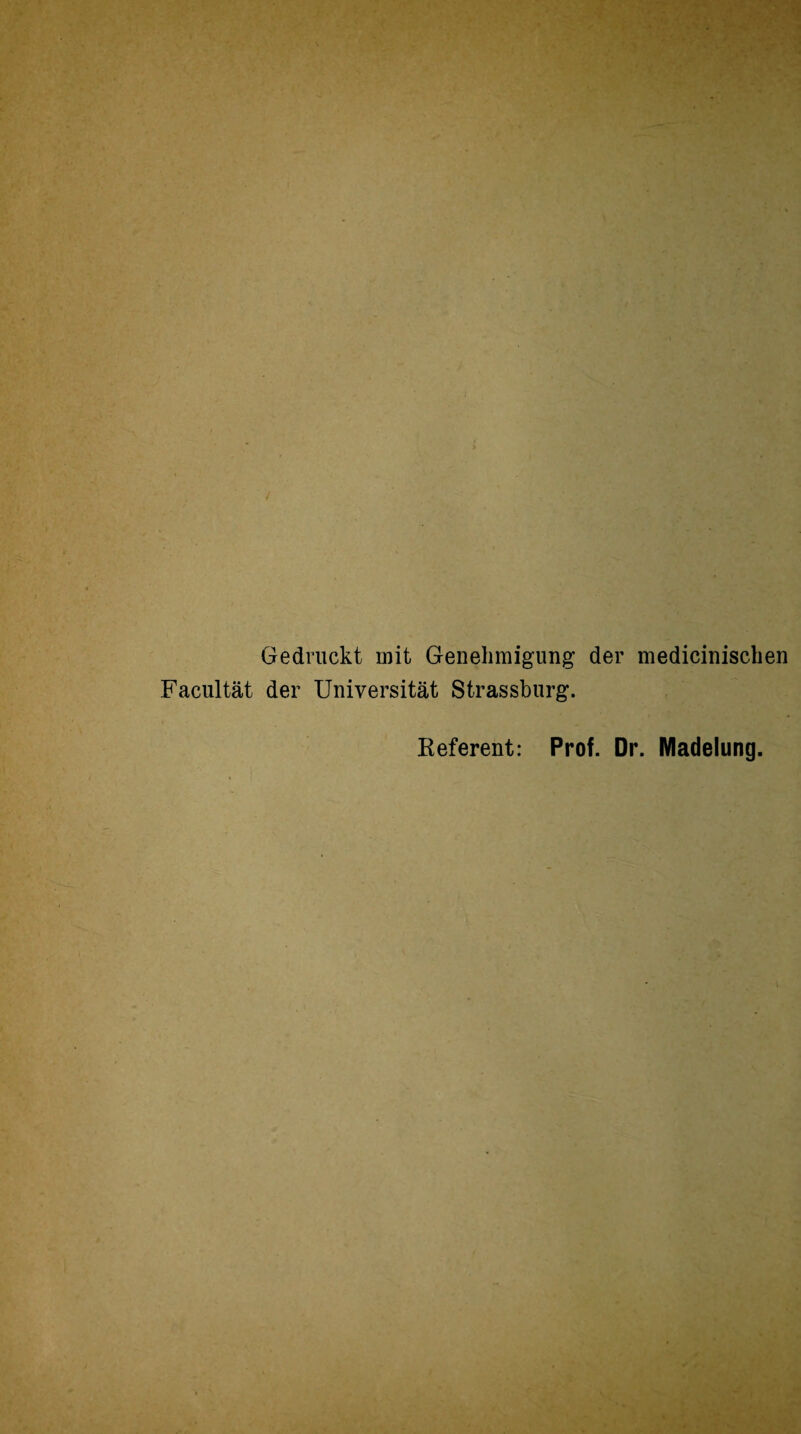 Gedruckt mit Genehmigung der medicinischen
Facultät der Universität Strassburg.
Referent: Prof. Dr. Madelung.